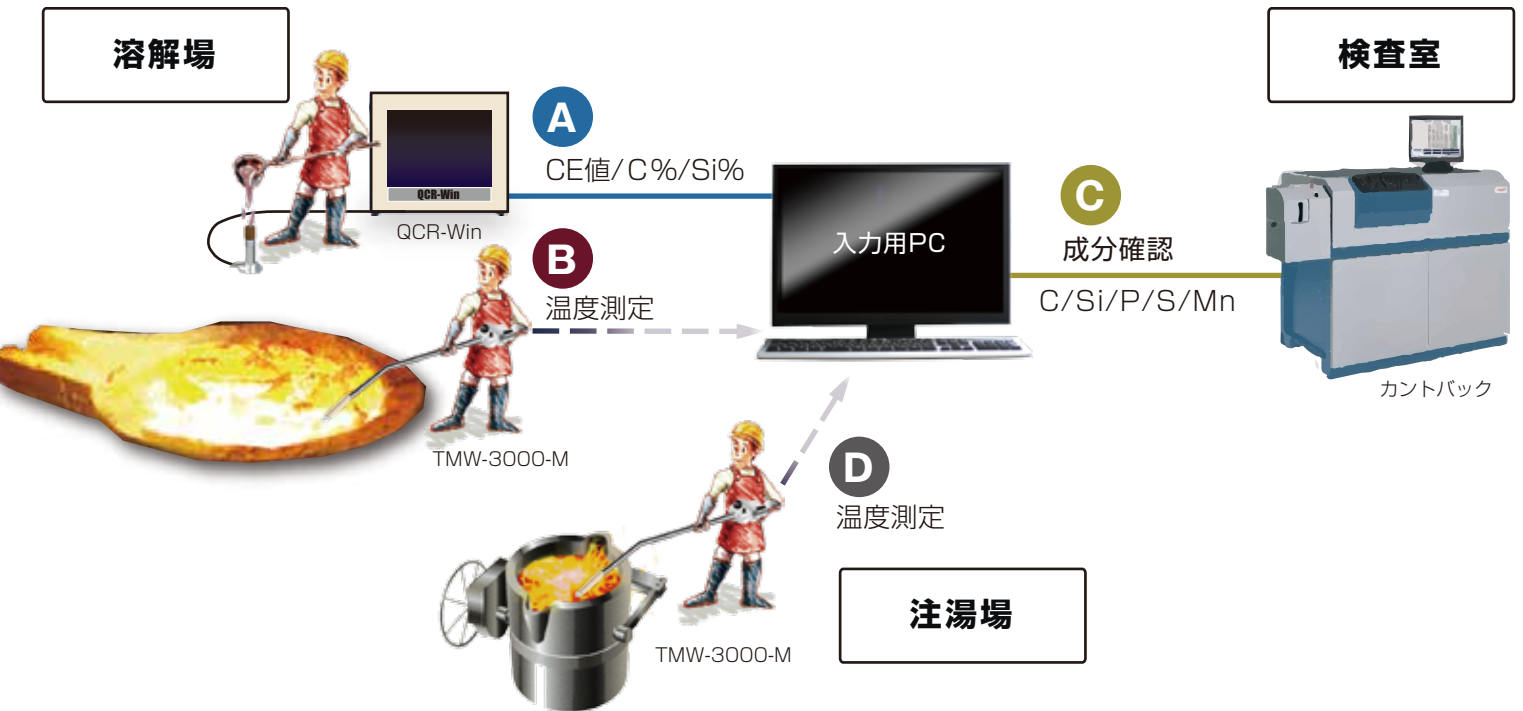 溶解場
検査室
A
CE値/C%/Si%
QCR-Win
QCR-Win
B
温度測定
入力用PC
C
成分確認
C/Si/P/S/Mn
カントバック
TMW-3000-M
D
温度測定
注湯場
TMW-3000-M